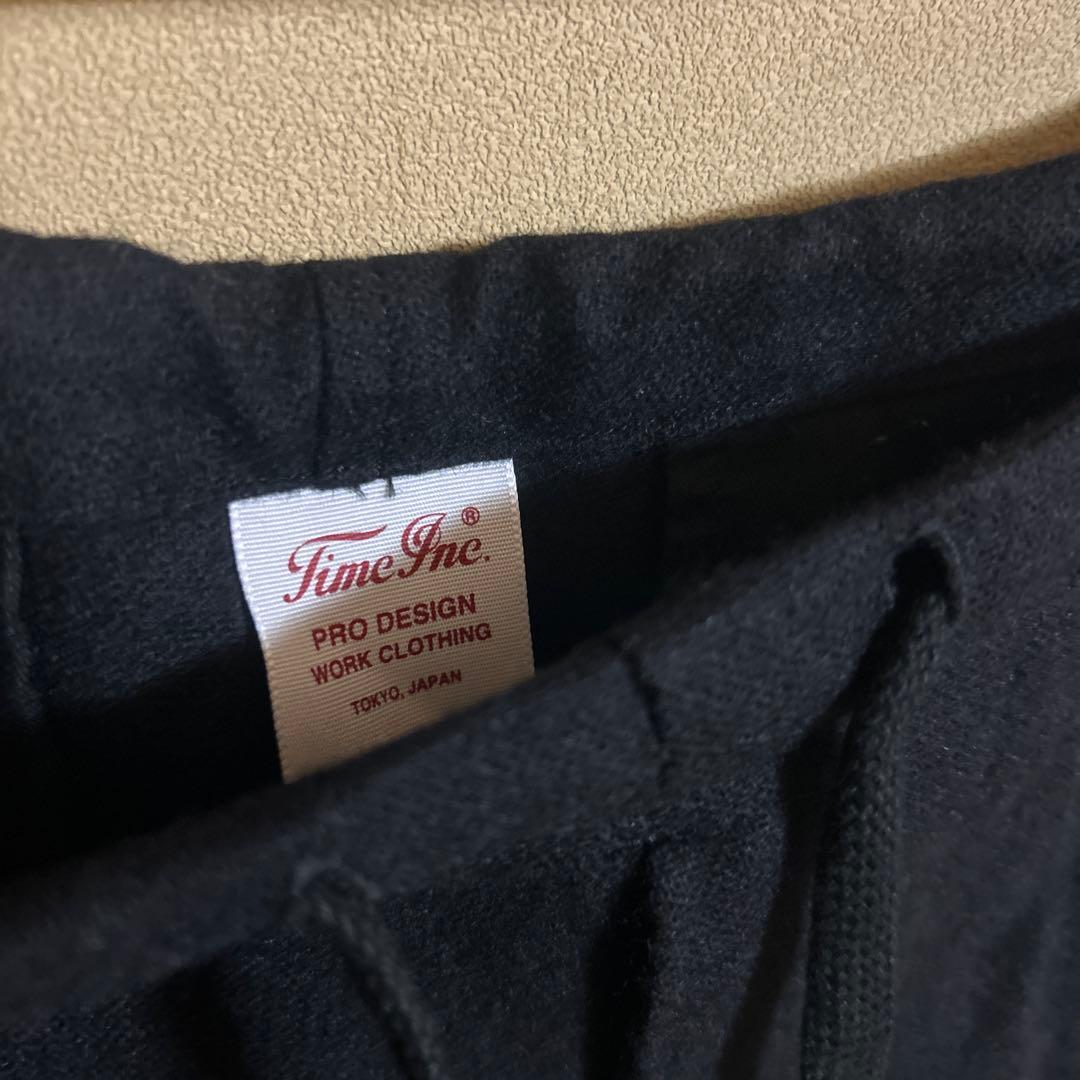 Time Inc.®
PRO DESIGN
WORK CLOTHING
TOKYO, JAPAN